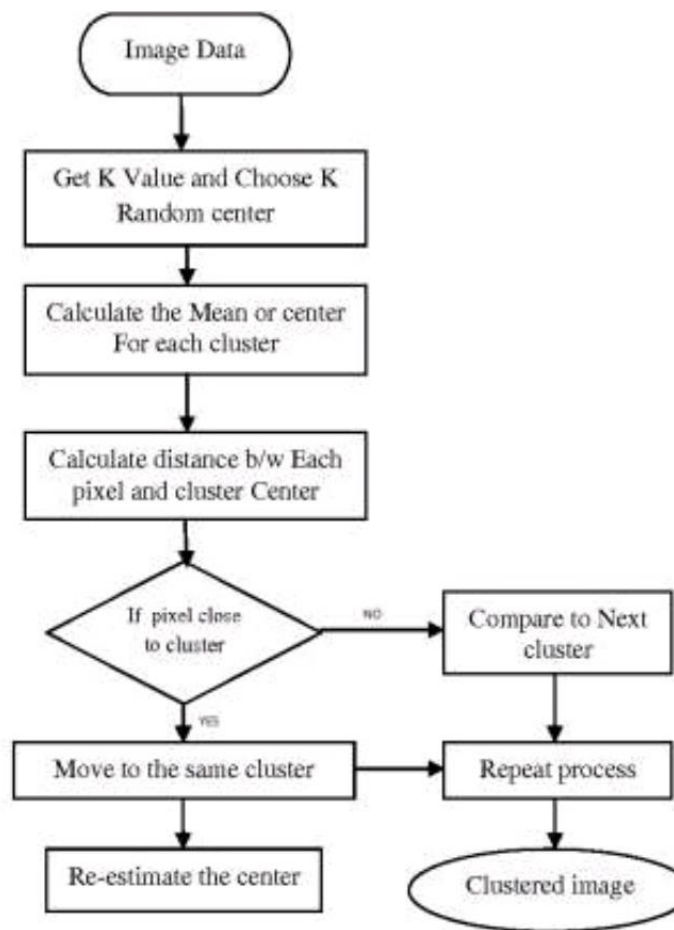 Image Data
Get K Value and Choose K
Random center
Calculate the Mean or center
For each cluster
Calculate distance b/w Each
pixel and cluster Center
If pixel close
to cluster
NO
Compare to Next
cluster
YES
Move to the same cluster
Repeat process
Re-estimate the center
Clustered image